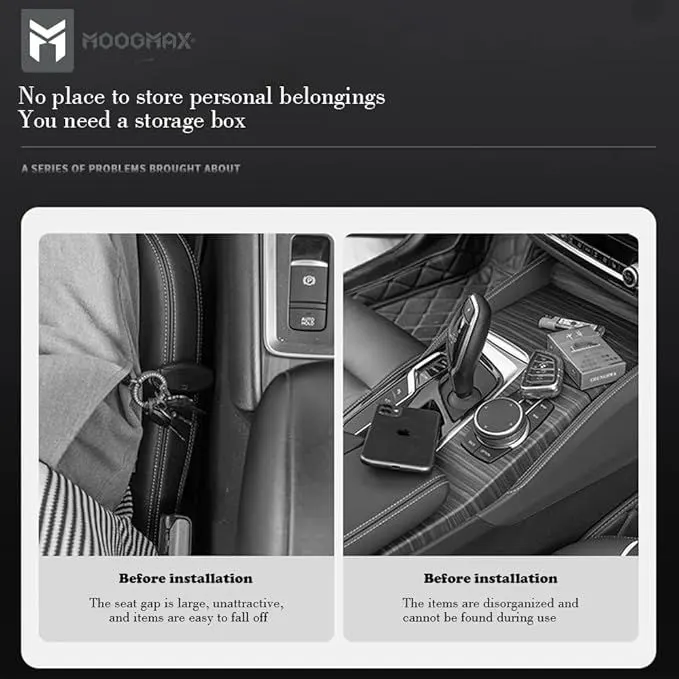 MOOGMAX
No place to store personal belongings
You need a storage box
A SERIES OF PROBLEMS BROUGHT ABOUT
AUTO
HOLD
Before installation
The seat gap is large, unattractive,
and items are easy to fall off
Before installation
The items are disorganized and
cannot be found during use